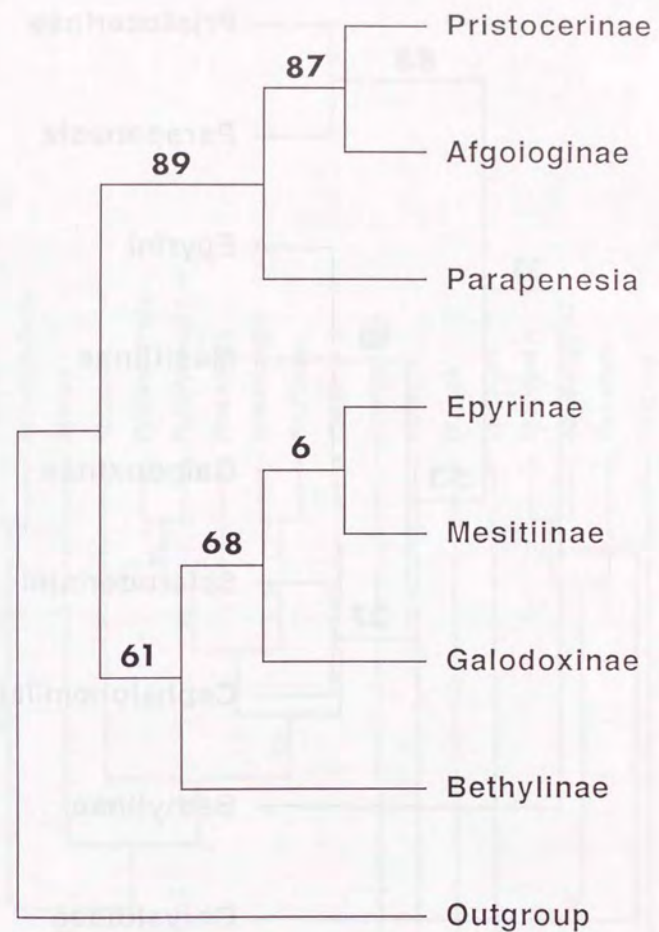 Pristocerinae
87
Afgoioginae
89
Parapenesia
Epyrinae
6
Mesitiinae
68
Galodoxinae
61
Bethylinae
Outgroup